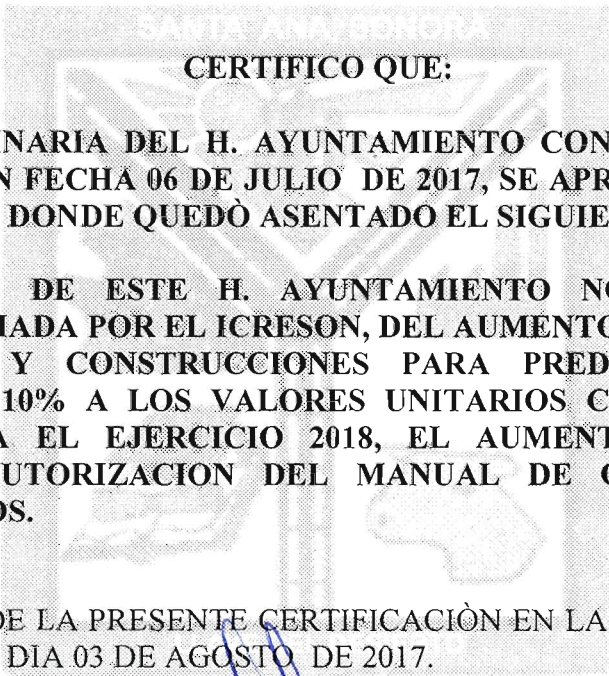 SANTA ANA, SONORA
CERTIFICO QUE:
INARIA DEL H. AYUNTAMIENTO CON
N FECHA 06 DE JULIO DE 2017, SE APR
DONDE QUEDÒ ASENTADO EL SIGUIE
DE ESTE H. AYUNTAMIENTO NO
IADA POR EL ICRESON, DEL AUMENTO
Y CONSTRUCCIONES PARA PRED
10% A LOS VALORES UNITARIOS C
A EL EJERCICIO 2018, EL AUMENT
UTORIZACION DEL MANUAL DE C
OS.
DE LA PRESENTE CERTIFICACIÒN EN LA
DIA 03 DE AGOSTO DE 2017.